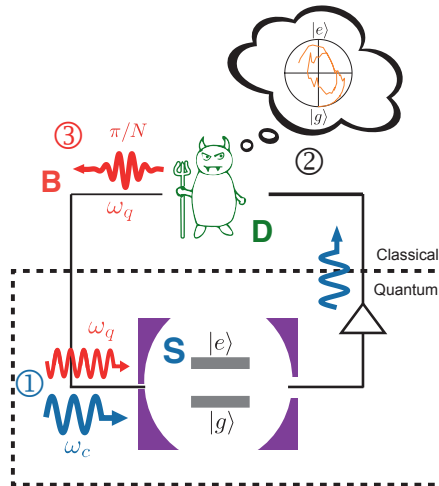 |e⟩
|g⟩
③
π/N
②
B
ω_q
D
Classical
Quantum
ω_q
S
|e⟩
①
|g⟩
ω_c